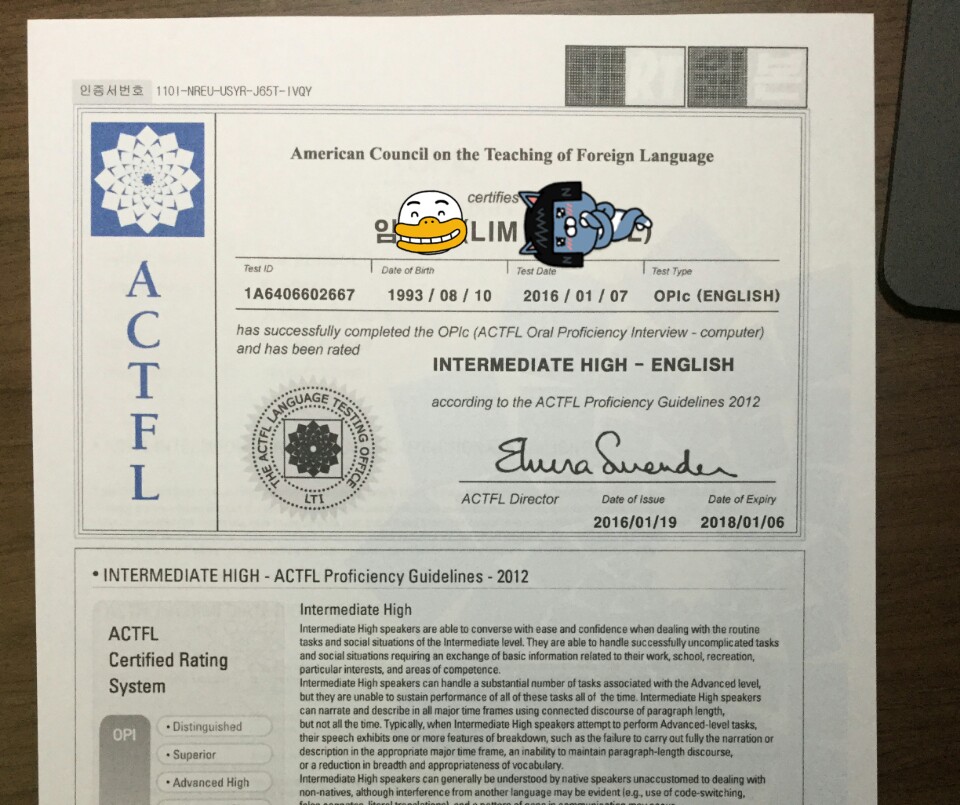 인증서번호 110I-NREU-USYR-J65T-IVQY
American Council on the Teaching of Foreign Language
certifies
(LIM L)
Test ID Date of Birth Test Date Test Type
1A6406602667 1993 / 08 / 10 2016 / 01 / 07 OPIc (ENGLISH)
has successfully completed the OPIc (ACTFL Oral Proficiency Interview - computer)
and has been rated
INTERMEDIATE HIGH - ENGLISH
according to the ACTFL Proficiency Guidelines 2012
ACTFL
THE ACTFL LANGUAGE TESTING OFFICE
LTI
Elvira Swender
ACTFL Director Date of Issue Date of Expiry
2016/01/19 2018/01/06
• INTERMEDIATE HIGH - ACTFL Proficiency Guidelines - 2012
ACTFL
Certified Rating
System
OPI
• Distinguished
• Superior
• Advanced High
Intermediate High
Intermediate High speakers are able to converse with ease and confidence when dealing with the routine
tasks and social situations of the Intermediate level. They are able to handle successfully uncomplicated tasks
and social situations requiring an exchange of basic information related to their work, school, recreation,
particular interests, and areas of competence.
Intermediate High speakers can handle a substantial number of tasks associated with the Advanced level,
but they are unable to sustain performance of all of these tasks all of the time. Intermediate High speakers
can narrate and describe in all major time frames using connected discourse of paragraph length,
but not all the time. Typically, when Intermediate High speakers attempt to perform Advanced-level tasks,
their speech exhibits one or more features of breakdown, such as the failure to carry out fully the narration or
description in the appropriate major time frame, an inability to maintain paragraph-length discourse,
or a reduction in breadth and appropriateness of vocabulary.
Intermediate High speakers can generally be understood by native speakers unaccustomed to dealing with
non-natives, although interference from another language may be evident (e.g., use of code-switching,